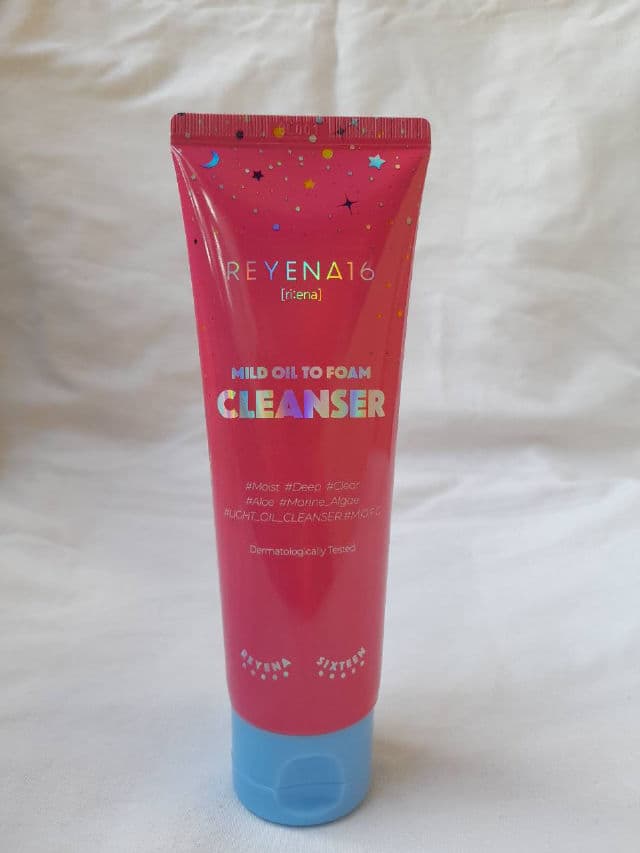 REYENA16
[ri:ena]
MILD OIL TO FOAM
CLEANSER
#Moist #Deep #Clear
#Aloe #Marine_Algae
#LIGHT_OIL_CLEANSER
Dermatologically Tested
REYENA SIXTEEN